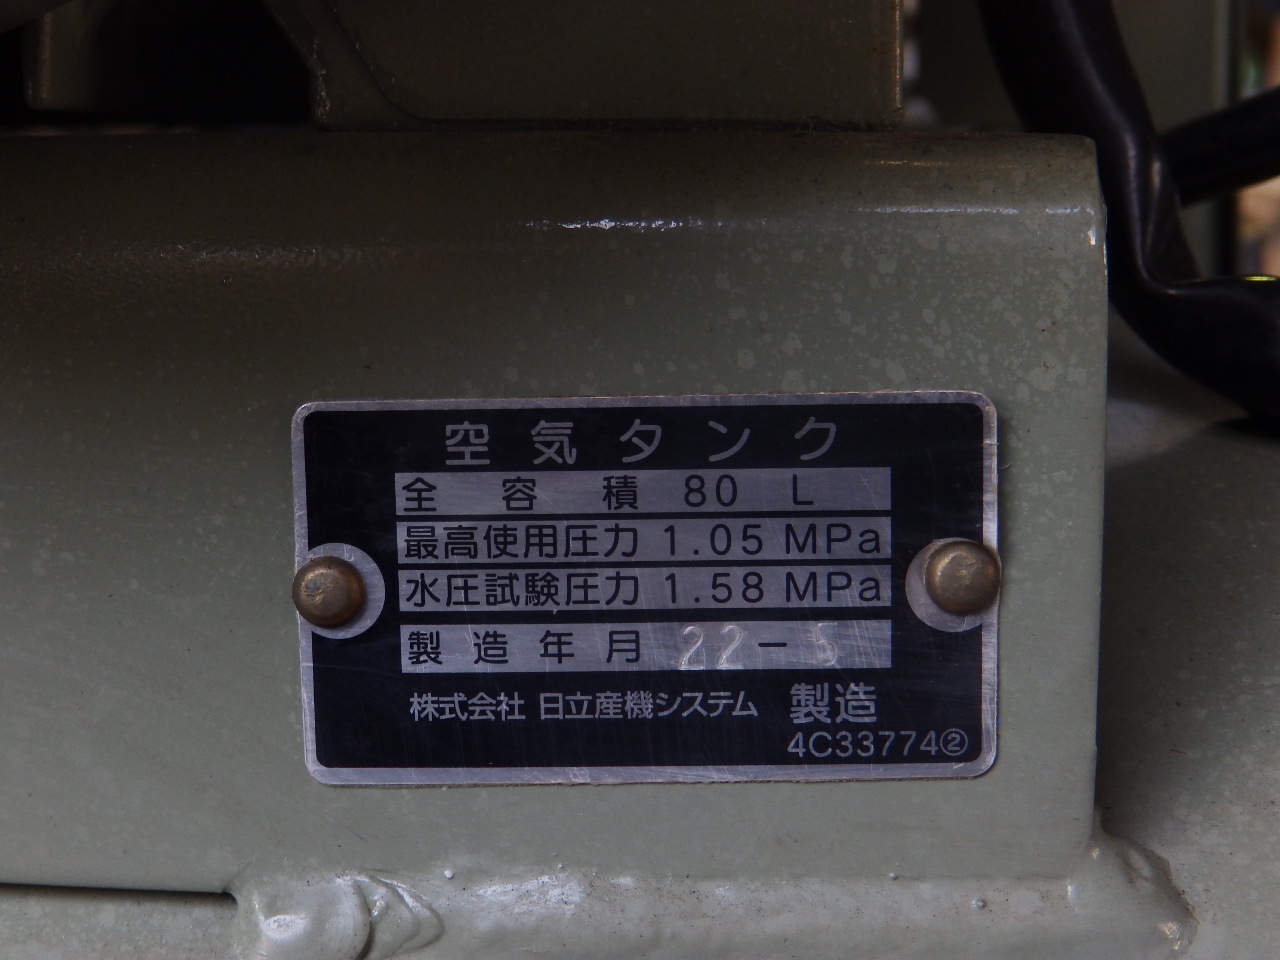 空気タンク
全容積 80 L
最高使用圧力 1.05 MPa
水圧試験圧力 1.58 MPa
製造年月 22-5
株式会社 日立産機システム 製造
4C33774②